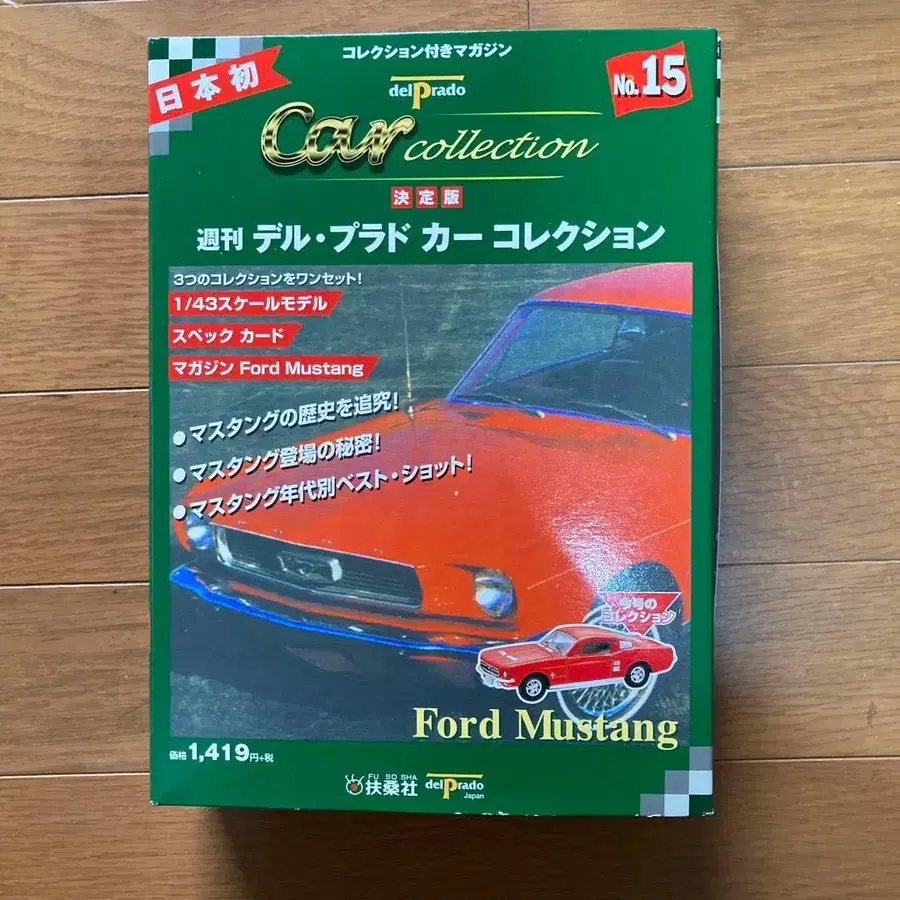 コレクション付きマガジン
日本初
No.15
del Prado
Car collection
決定版
週刊 デル・プラド カー コレクション
3つのコレクションをワンセット!
1/43スケールモデル
スペック カード
マガジン Ford Mustang
●マスタングの歴史を追究!
●マスタング登場の秘密!
●マスタング年代別ベスト・ショット!
今号の
コレクション
Ford Mustang
価格1,419円+税
FU SO SHA
扶桑社
del Prado
Japan